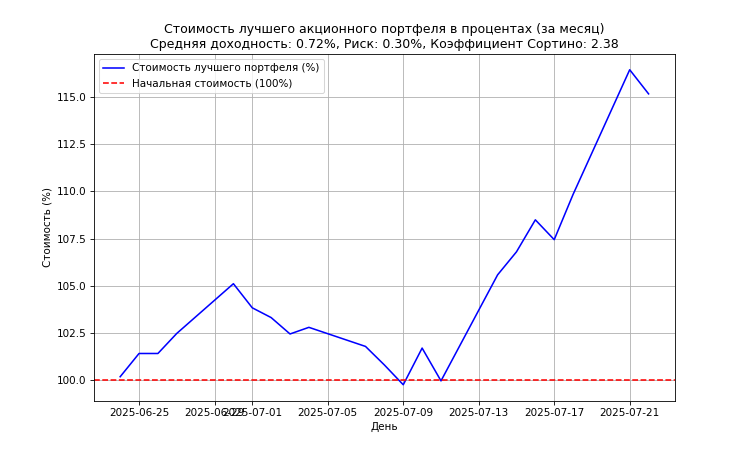 Стоимость лучшего акционного портфеля в процентах (за месяц)
Средняя доходность: 0.72%, Риск: 0.30%, Коэффициент Сортино: 2.38
Стоимость лучшего портфеля (%)
Начальная стоимость (100%)
Стоимость (%)
115.0
112.5
110.0
107.5
105.0
102.5
100.0
2025-06-25 2025-06-29 2025-07-01 2025-07-05 2025-07-09 2025-07-13 2025-07-17 2025-07-21
День